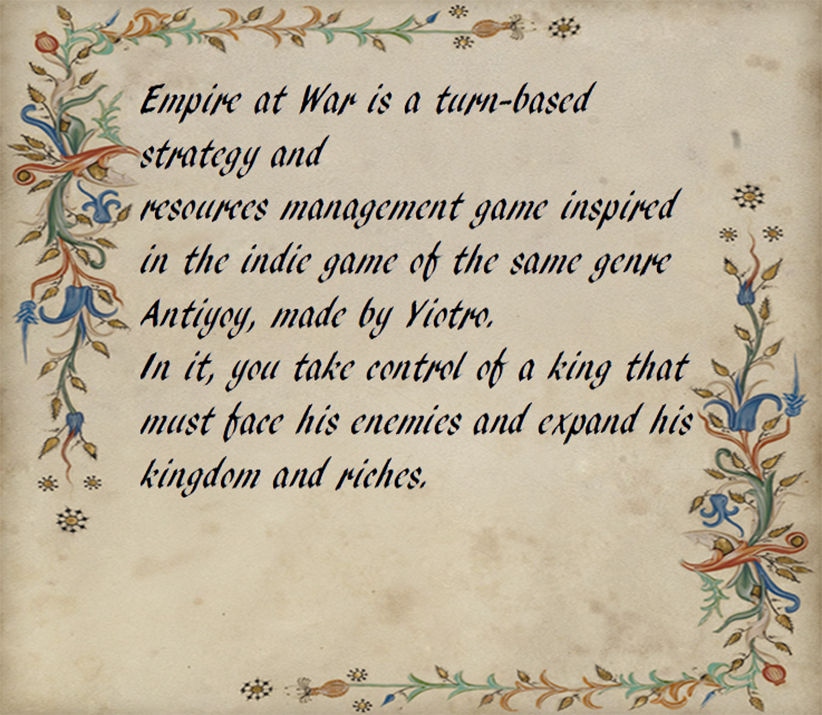 Empire at War is a turn-based
strategy and
resources management game inspired
in the indie game of the same genre
Antiyoy, made by Yiotro.
In it, you take control of a king that
must face his enemies and expand his
kingdom and riches.